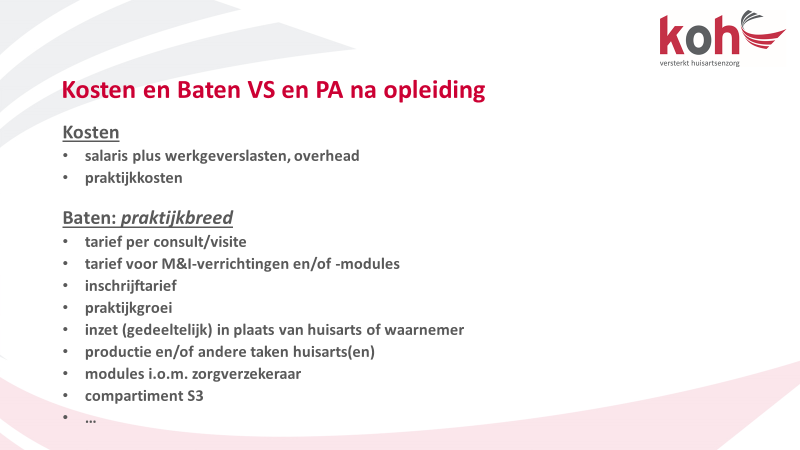 koh
versterkt huisartsenzorg
Kosten en Baten VS en PA na opleiding
Kosten
• salaris plus werkgeverslasten, overhead
• praktijkkosten
Baten: praktijkbreed
• tarief per consult/visite
• tarief voor M&I-verrichtingen en/of -modules
• inschrijftarief
• praktijkgroei
• inzet (gedeeltelijk) in plaats van huisarts of waarnemer
• productie en/of andere taken huisarts(en)
• modules i.o.m. zorgverzekeraar
• compartiment S3
• …